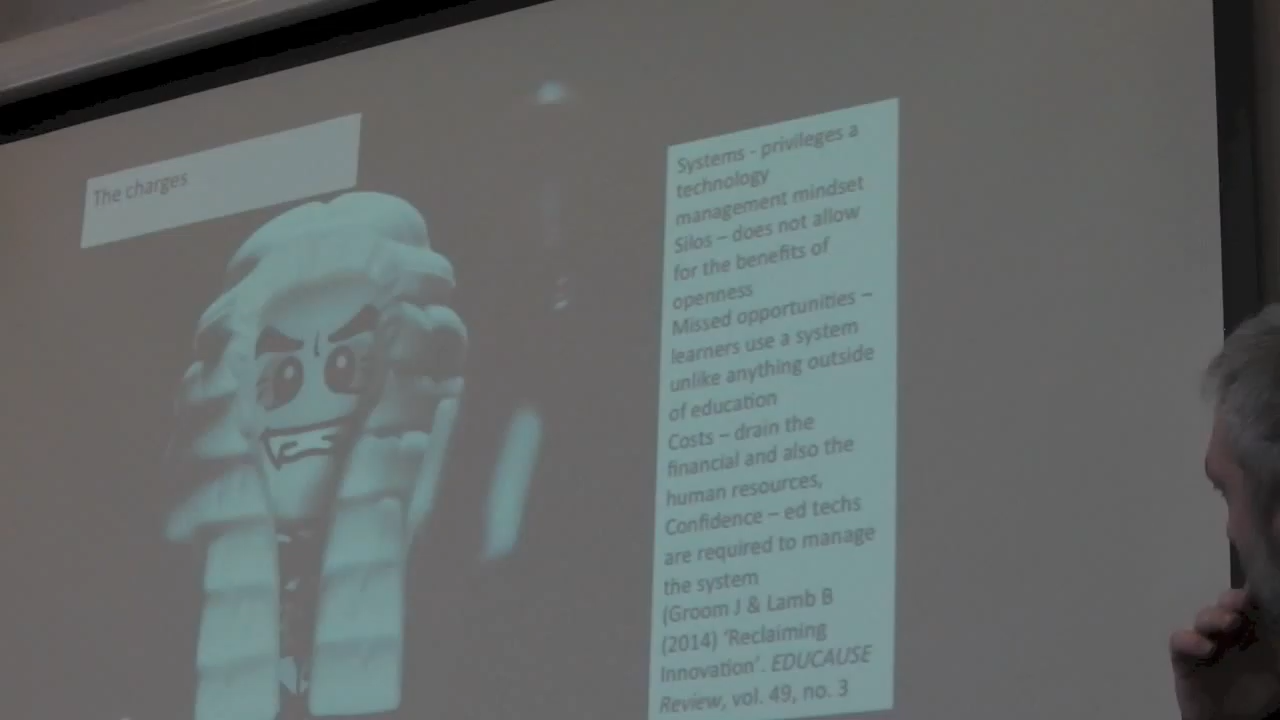 The charges
Systems - privileges a
technology
management mindset
Silos – does not allow
for the benefits of
openness
Missed opportunities –
learners use a system
unlike anything outside
of education
Costs – drain the
financial and also the
human resources,
Confidence – ed techs
are required to manage
the system
(Groom J & Lamb B
(2014) ‘Reclaiming
Innovation’. EDUCAUSE
Review, vol. 49, no. 3